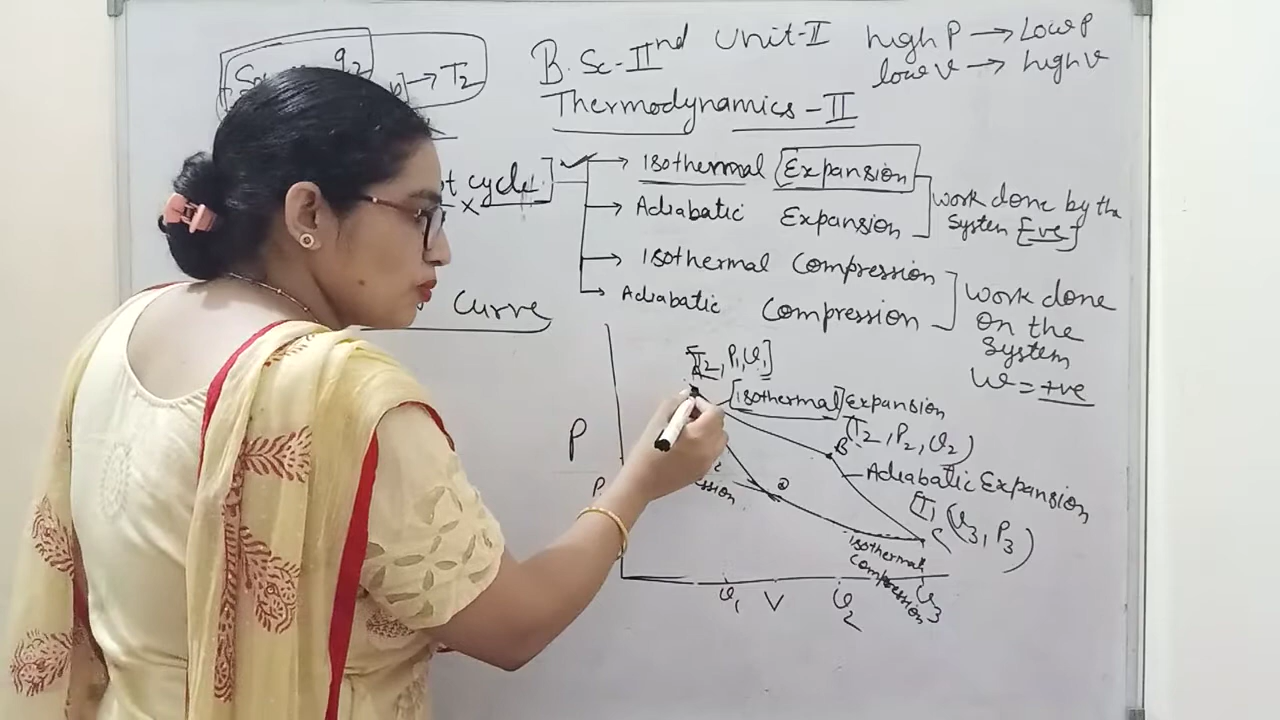 q2
B.Sc-IInd Unit-I
high P → Low P
low v → high v
→ T2
Thermodynamics-II
cycle
x
→ Isothermal [Expansion]
→ Adiabatic Expansion
work done by the
System [-ve]
→ Isothermal Compression
→ Adiabatic Compression
work done
on the
System
w = +ve
Curve
[T2, P1, V1]
[isothermal] Expansion
(T2, P2, V2)
P
B
Adiabatic Expansion
[T1 (V3, P3)
C
isothermal
compression
V1 V V2 V3